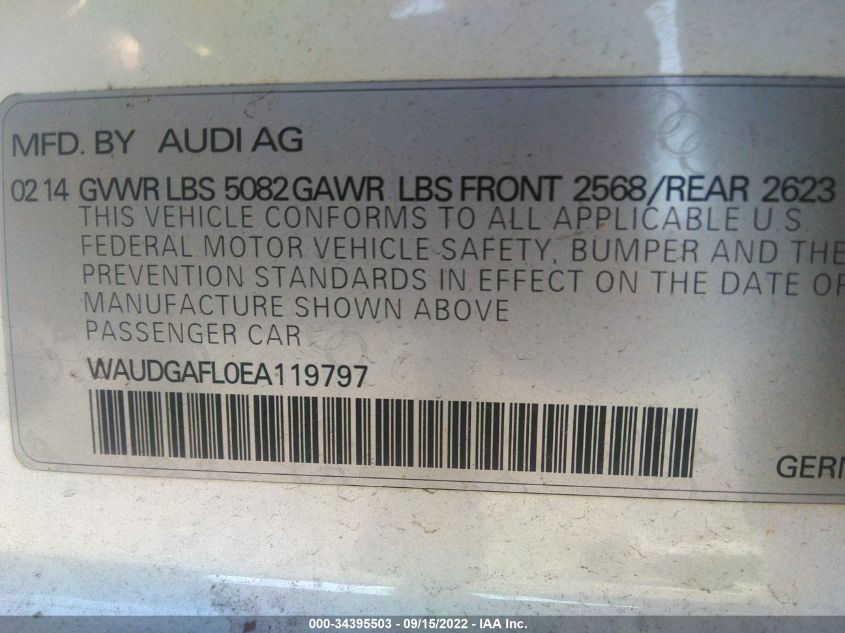 MFD. BY AUDI AG
02 14 GVWR LBS 5082 GAWR LBS FRONT 2568/REAR 2623
THIS VEHICLE CONFORMS TO ALL APPLICABLE U.S.
FEDERAL MOTOR VEHICLE SAFETY, BUMPER AND THE
PREVENTION STANDARDS IN EFFECT ON THE DATE OF
MANUFACTURE SHOWN ABOVE
PASSENGER CAR
WAUDGAFL0EA119797
GERM
000-34395503 - 09/15/2022 - IAA Inc.